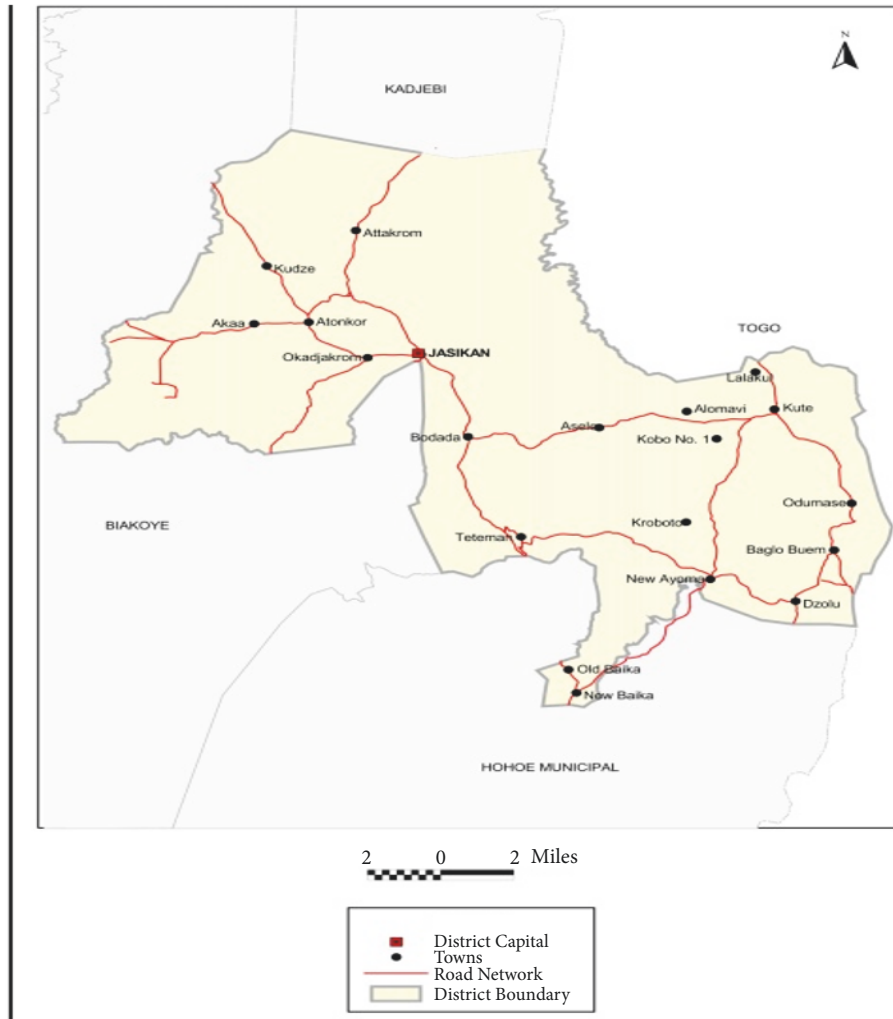 N
KADJEBI
Attakrom
Kudze
Akaa
Atonkor
TOGO
Okadjakrom
JASIKAN
Lalakui
Alomavi
Kute
Asek
Bodada
Kobo No. 1
Odumase
BIAKOYE
Kroboto
Teteman
Baglo Buem
New Ayoma
Dzolu
Old Baika
New Baika
HOHOE MUNICIPAL
2 0 2 Miles
District Capital
Towns
Road Network
District Boundary